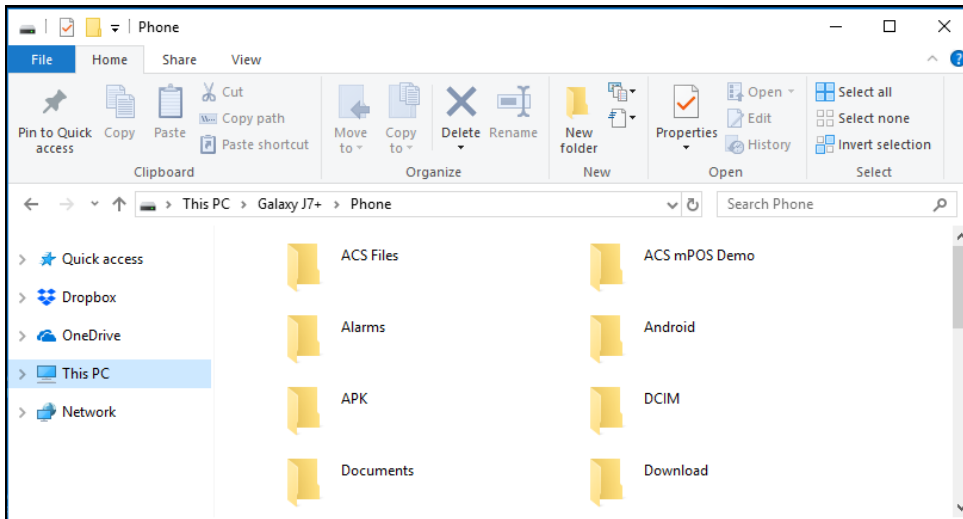 Phone
File Home Share View
Pin to Quick access
Copy
Paste
Cut
Copy path
Paste shortcut
Clipboard
Move to
Copy to
Delete
Rename
Organize
New folder
New
Properties
Open
Edit
History
Open
Select all
Select none
Invert selection
Select
This PC > Galaxy J7+ > Phone
Search Phone
Quick access
Dropbox
OneDrive
This PC
Network
ACS Files
ACS mPOS Demo
Alarms
Android
APK
DCIM
Documents
Download